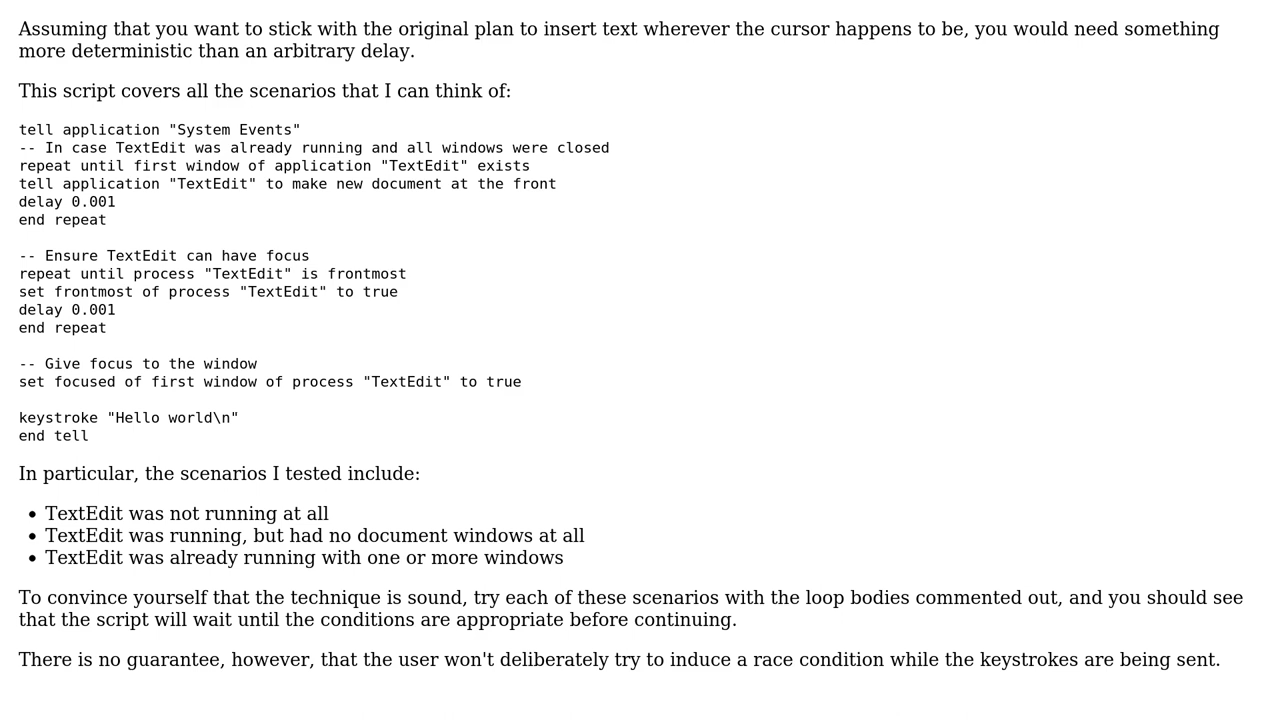 Assuming that you want to stick with the original plan to insert text wherever the cursor happens to be, you would need something
more deterministic than an arbitrary delay.
This script covers all the scenarios that I can think of:
tell application "System Events"
-- In case TextEdit was already running and all windows were closed
repeat until first window of application "TextEdit" exists
tell application "TextEdit" to make new document at the front
delay 0.001
end repeat
-- Ensure TextEdit can have focus
repeat until process "TextEdit" is frontmost
set frontmost of process "TextEdit" to true
delay 0.001
end repeat
-- Give focus to the window
set focused of first window of process "TextEdit" to true
keystroke "Hello world\n"
end tell
In particular, the scenarios I tested include:
• TextEdit was not running at all
• TextEdit was running, but had no document windows at all
• TextEdit was already running with one or more windows
To convince yourself that the technique is sound, try each of these scenarios with the loop bodies commented out, and you should see
that the script will wait until the conditions are appropriate before continuing.
There is no guarantee, however, that the user won't deliberately try to induce a race condition while the keystrokes are being sent.